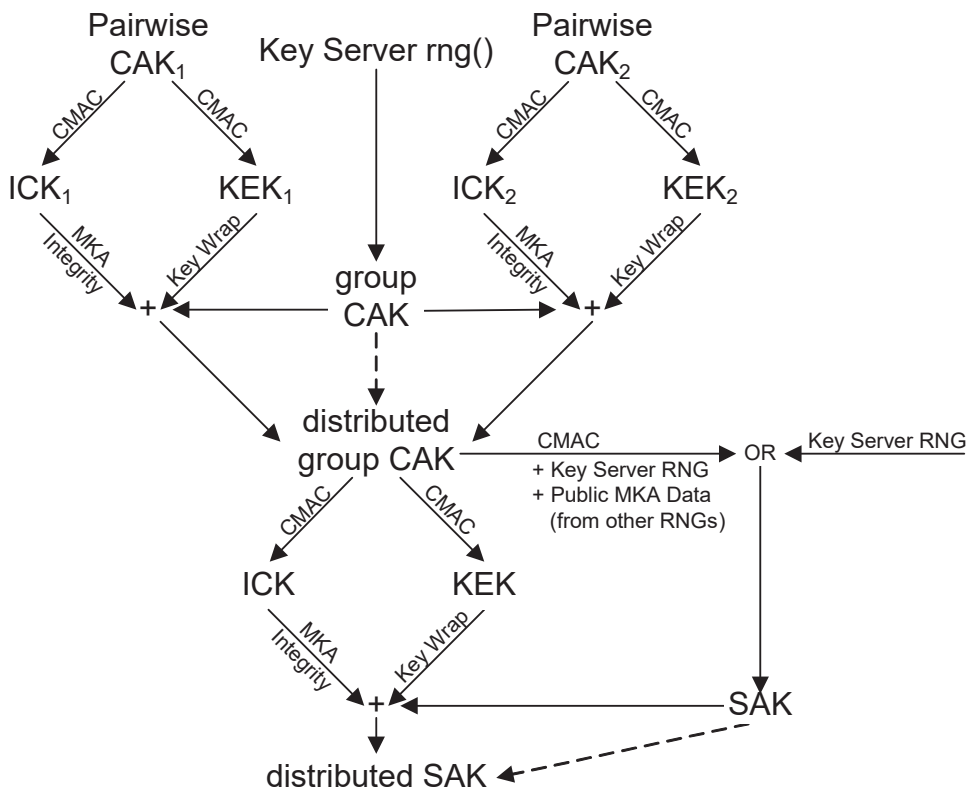 Pairwise
CAK₁
Key Server rng()
Pairwise
CAK₂
CMAC
CMAC
CMAC
CMAC
ICK₁
KEK₁
ICK₂
KEK₂
MKA
Integrity
Key Wrap
MKA
Integrity
Key Wrap
group
CAK
+
+
distributed
group CAK
CMAC
+ Key Server RNG
+ Public MKA Data
(from other RNGs)
OR
Key Server RNG
CMAC
CMAC
ICK
KEK
MKA
Integrity
Key Wrap
+
SAK
distributed SAK